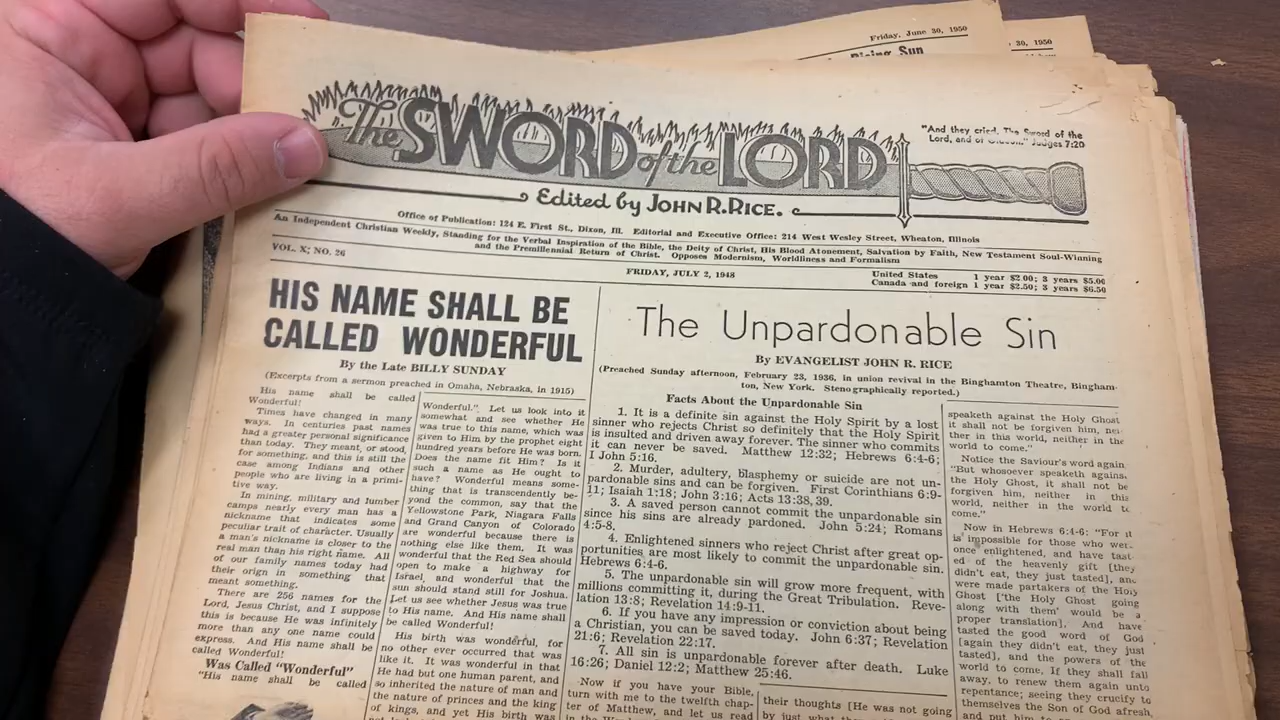 Friday, June 30, 1950
30, 1950
Rising Sun
The SWORD of the LORD
"And they cried, The Sword of the
Lord, and of Gideon." Judges 7:20
Edited by JOHN R. RICE.
Office of Publication: 124 E. First St., Dixon, Ill. Editorial and Executive Office: 214 West Wesley Street, Wheaton, Illinois
An Independent Christian Weekly, Standing for the Verbal Inspiration of the Bible, the Deity of Christ, His Blood Atonement, Salvation by Faith, New Testament Soul-Winning
and the Premillennial Return of Christ. Opposes Modernism, Worldliness and Formalism
VOL. X; NO. 26
FRIDAY, JULY 2, 1948
United States 1 year $2.00; 3 years $5.00
Canada and foreign 1 year $2.50; 3 years $6.50
HIS NAME SHALL BE
CALLED WONDERFUL
By the Late BILLY SUNDAY
(Excerpts from a sermon preached in Omaha, Nebraska, in 1915)
His name shall be called
Wonderful!
Times have changed in many
ways. In centuries past names
had a greater personal significance
than today. They meant, or stood,
for something, and this is still the
case among Indians and other
people who are living in a primi-
tive way.
In mining, military and lumber
camps nearly every man has a
nickname that indicates some
peculiar trait of character. Usually
a man's nickname is closer to the
real man than his right name. All
of our family names today had
their origin in something that
meant something.
There are 256 names for the
Lord, Jesus Christ, and I suppose
this is because He was infinitely
more than any one name could
express. And His name shall be
called Wonderful!
Was Called "Wonderful"
"His name shall be called
Wonderful.". Let us look into it
somewhat and see whether He
was true to this name, which was
given to Him by the prophet eight
hundred years before He was born.
Does the name fit Him? Is it
such a name as He ought to
have? Wonderful means some-
thing that is transcendently be-
yond the common, say that the
Yellowstone Park, Niagara Falls
and Grand Canyon of Colorado
are wonderful because there is
nothing else like them. It was
wonderful that the Red Sea should
open to make a highway for
Israel, and wonderful that the
sun should stand still for Joshua.
Let us see whether Jesus was true
to His name. And His name shall
be called Wonderful!
His birth was wonderful, for
no other ever occurred that was
like it. It was wonderful in that
He had but one human parent, and
so inherited the nature of man and
the nature of princes and the king
of kings, and yet His birth was
The Unpardonable Sin
By EVANGELIST JOHN R. RICE
(Preached Sunday afternoon, February 23, 1936, in union revival in the Binghamton Theatre, Bingham-
ton, New York. Stenographically reported.)
Facts About the Unpardonable Sin
1. It is a definite sin against the Holy Spirit by a lost
sinner who rejects Christ so definitely that the Holy Spirit
is insulted and driven away forever. The sinner who commits
it can never be saved. Matthew 12:32; Hebrews 6:4-6;
I John 5:16.
2. Murder, adultery, blasphemy or suicide are not un-
pardonable sins and can be forgiven. First Corinthians 6:9-
11; Isaiah 1:18; John 3:16; Acts 13:38, 39.
3. A saved person cannot commit the unpardonable sin
since his sins are already pardoned. John 5:24; Romans
4:5-8.
4. Enlightened sinners who reject Christ after great op-
portunities are most likely to commit the unpardonable sin.
Hebrews 6:4-6.
5. The unpardonable sin will grow more frequent, with
millions committing it, during the Great Tribulation. Reve-
lation 13:8; Revelation 14:9-11.
6. If you have any impression or conviction about being
a Christian, you can be saved today. John 6:37; Revelation
21:6; Revelation 22:17.
7. All sin is unpardonable forever after death. Luke
16:26; Daniel 12:2; Matthew 25:46.
Now if you have your Bible,
turn with me to the twelfth chap-
ter of Matthew, and let us read
their thoughts [He was not going
by just what
speaketh against the Holy Ghost
it shall not be forgiven him, nei-
ther in this world, neither in the
world to come."
Notice the Saviour's word again
"But whosoever speaketh agains.
the Holy Ghost, it shall not be
forgiven him, neither in this
world, neither in the world to
come."
Now in Hebrews 6:4-6: "For it
is impossible for those who wer-
once enlightened, and have tast
ed of the heavenly gift [they
didn't eat, they just tasted], and
were made partakers of the Holy
Ghost ['the Holy Ghost going
along with them' would be a
proper translation]. And have
tasted the good word of God
[again they didn't eat, they just
tasted], and the powers of the
world to come, If they shall fall
away, to renew them again unto
repentance; seeing they crucify to
themselves the Son of God afresh,
and put him to